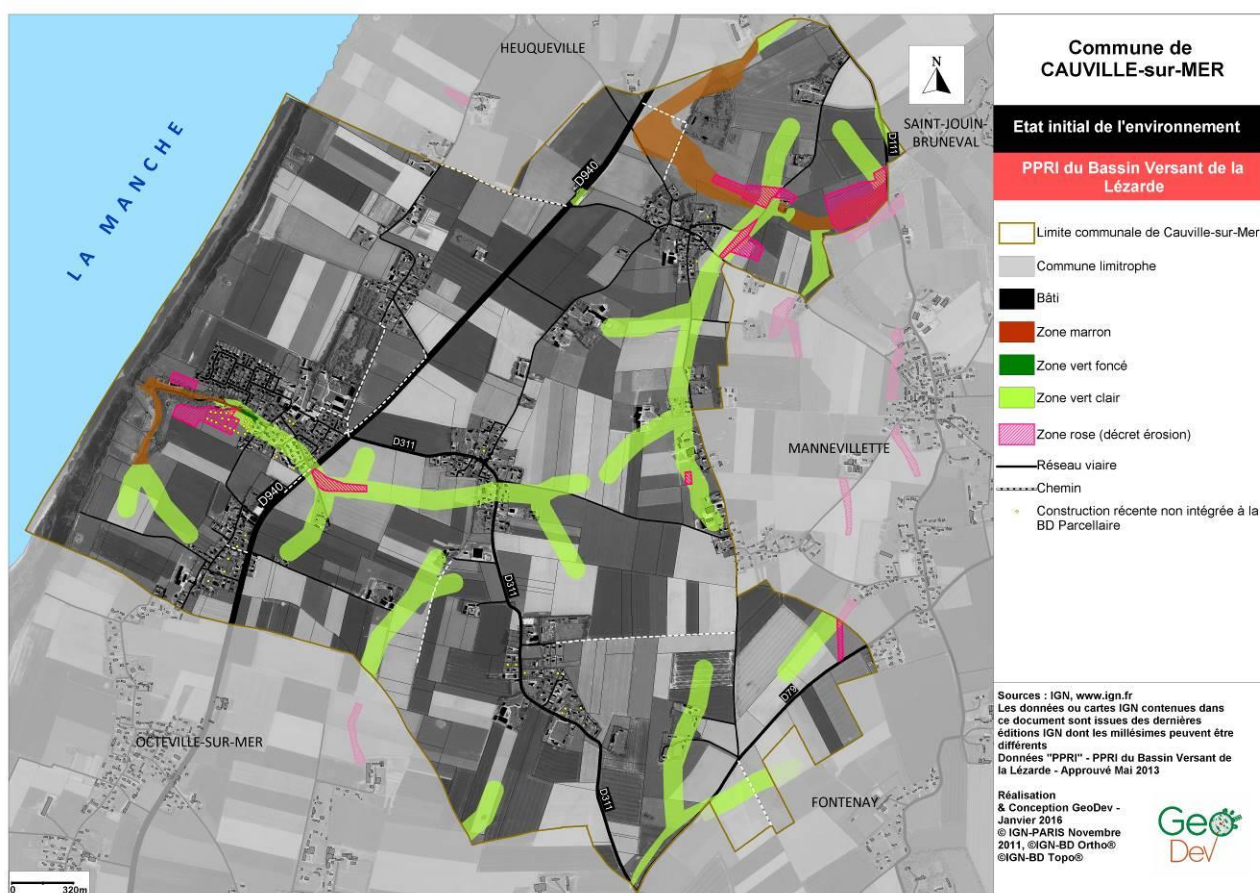 HEUQUEVILLE
N
SAINT-JOUIN-
BRUNEVAL
D111
D940
LA MANCHE
MANNEVILLETTE
D311
D940
D311
D79
D311
OCTEVILLE-SUR-MER
FONTENAY
0 320m
Commune de
CAUVILLE-sur-MER
Etat initial de l'environnement
PPRI du Bassin Versant de la
Lézarde
Limite communale de Cauville-sur-Mer
Commune limitrophe
Bâti
Zone marron
Zone vert foncé
Zone vert clair
Zone rose (décret érosion)
Réseau viaire
Chemin
Construction récente non intégrée à la
BD Parcellaire
Sources : IGN, www.ign.fr
Les données ou cartes IGN contenues dans
ce document sont issues des dernières
éditions IGN dont les millésimes peuvent être
différents
Données "PPRI" - PPRI du Bassin Versant de
la Lézarde - Approuvé Mai 2013
Réalisation
& Conception GeoDev -
Janvier 2016
© IGN-PARIS Novembre
2011, ©IGN-BD Ortho®
©IGN-BD Topo®
Geo
Dev